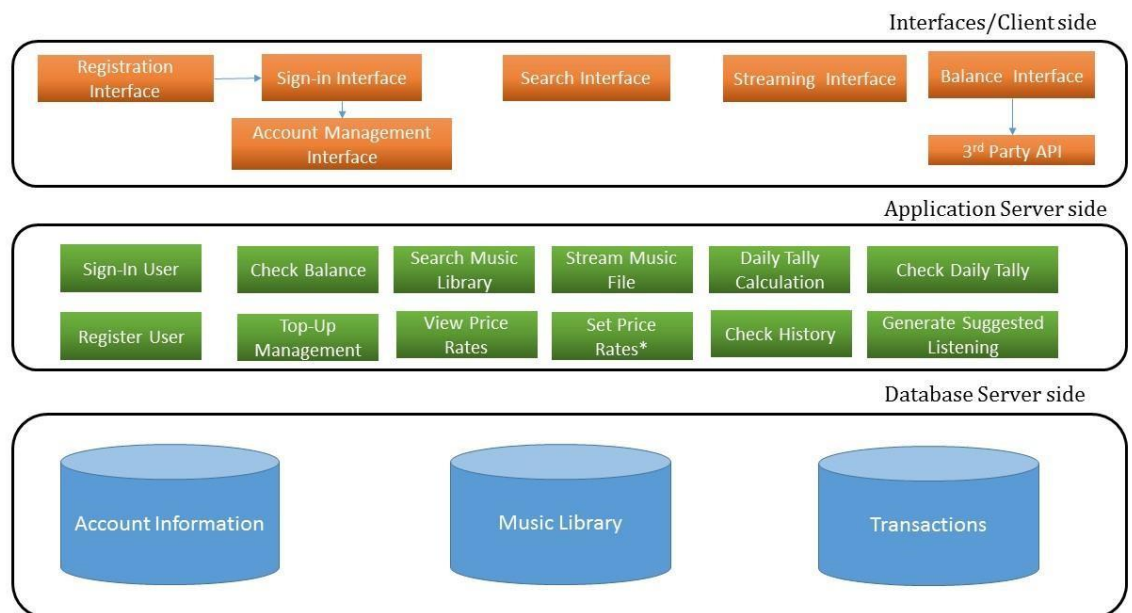 Interfaces/Client side
Registration
Interface
Sign-in Interface
Search Interface
Streaming Interface
Balance Interface
Account Management
Interface
3rd Party API
Application Server side
Sign-In User
Check Balance
Search Music
Library
Stream Music
File
Daily Tally
Calculation
Check Daily Tally
Register User
Top-Up
Management
View Price
Rates
Set Price
Rates*
Check History
Generate Suggested
Listening
Database Server side
Account Information
Music Library
Transactions